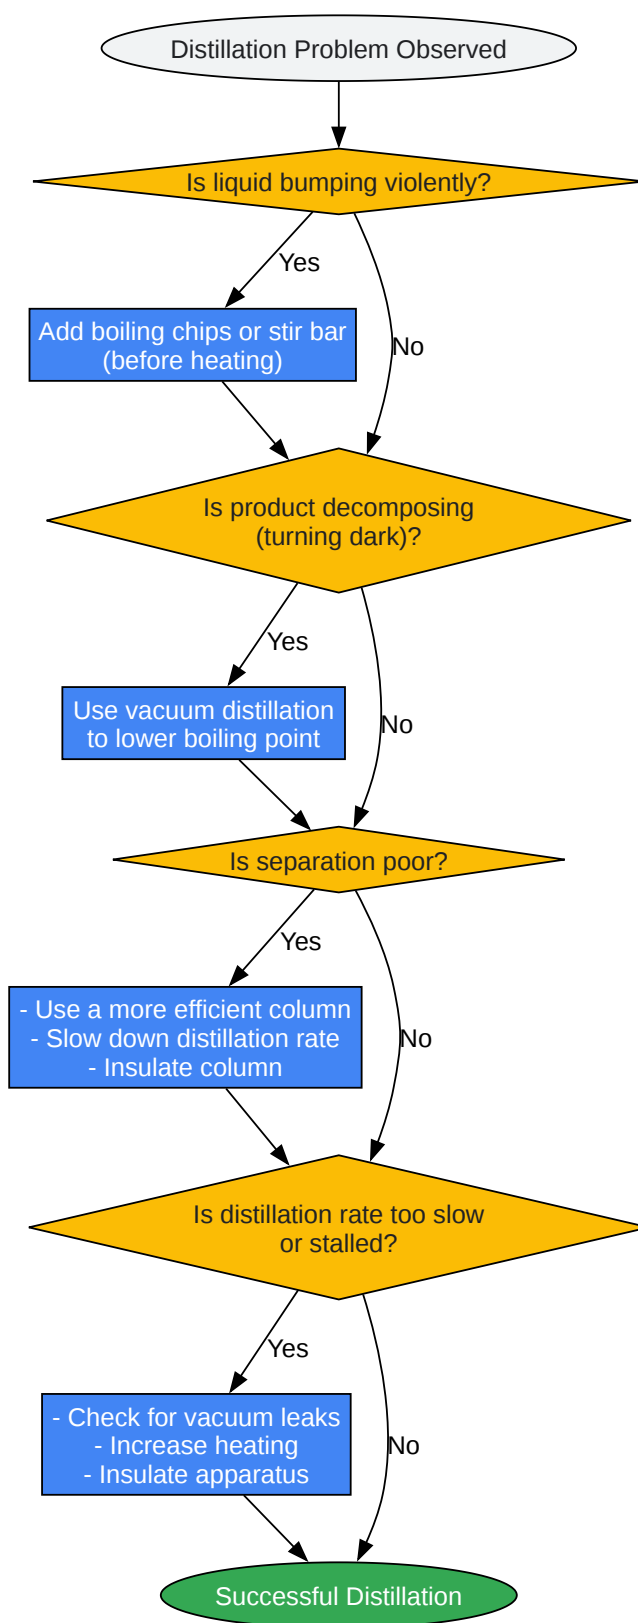 Distillation Problem Observed
Is liquid bumping violently?
Yes
Add boiling chips or stir bar
(before heating)
No
Is product decomposing
(turning dark)?
Yes
Use vacuum distillation
to lower boiling point
No
Is separation poor?
Yes
- Use a more efficient column
- Slow down distillation rate
- Insulate column
No
Is distillation rate too slow
or stalled?
Yes
- Check for vacuum leaks
- Increase heating
- Insulate apparatus
No
Successful Distillation